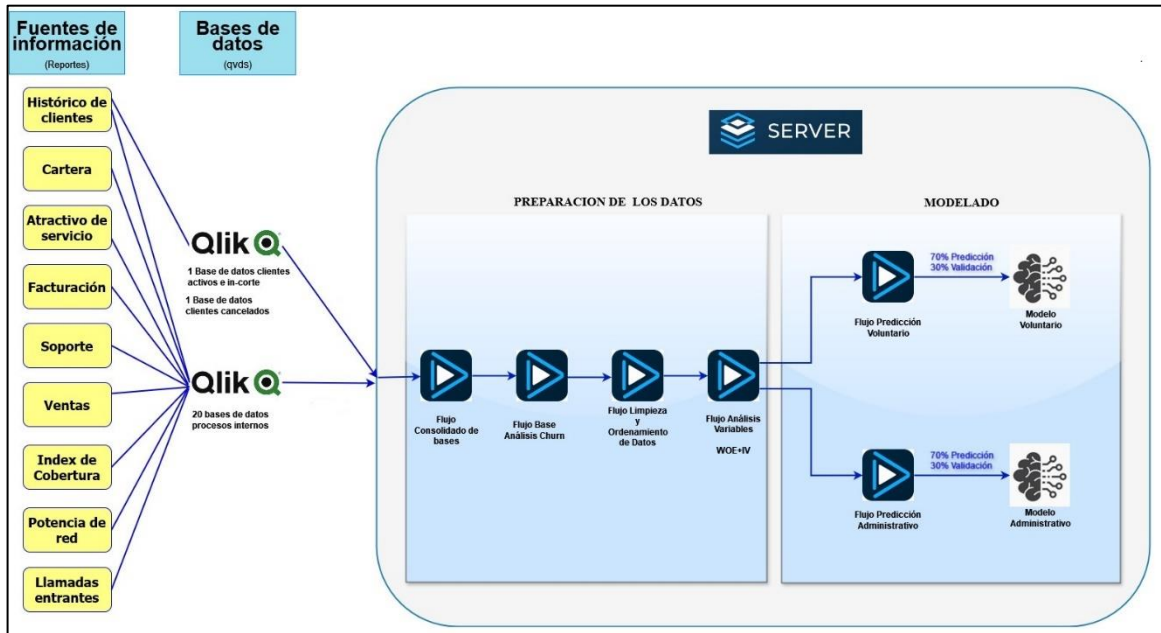 Fuentes de
información
(Reportes)
Bases de
datos
(qvds)
Histórico de
clientes
Cartera
Atractivo de
servicio
Facturación
Soporte
Ventas
Index de
Cobertura
Potencia de
red
Llamadas
entrantes
Qlik
1 Base de datos clientes
activos e in-corte
1 Base de datos
clientes cancelados
Qlik
20 bases de datos
procesos internos
SERVER
PREPARACION DE LOS DATOS
Flujo
Consolidado de
bases
Flujo Base
Análisis Churn
Flujo Limpieza
y
Ordenamiento
de Datos
Flujo Análisis
Variables
WOE+IV
MODELADO
70% Predicción
30% Validación
Flujo Predicción
Voluntario
Modelo
Voluntario
70% Predicción
30% Validación
Flujo Predicción
Administrativo
Modelo
Administrativo